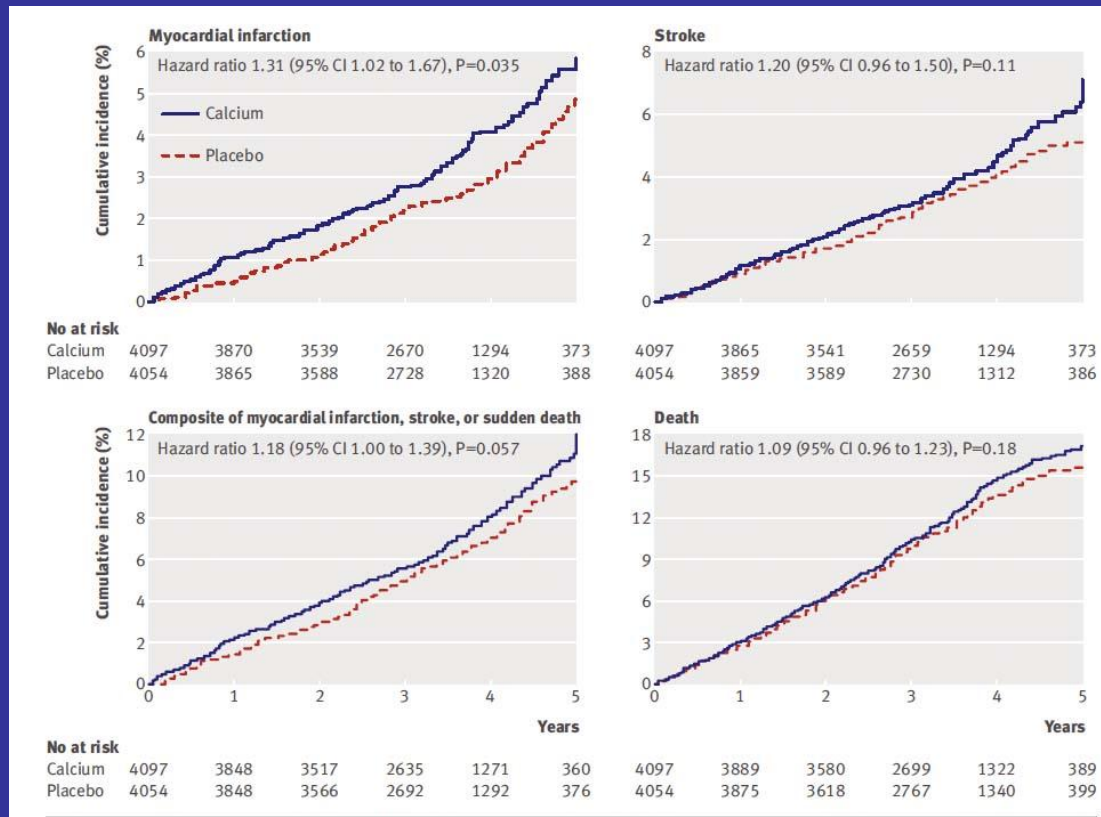 Myocardial infarction
Cumulative incidence (%)
6
5
4
3
2
1
0
Hazard ratio 1.31 (95% CI 1.02 to 1.67), P=0.035
Calcium
Placebo
Stroke
8
6
4
2
0
Hazard ratio 1.20 (95% CI 0.96 to 1.50), P=0.11
No at risk
Calcium 4097 3870 3539 2670 1294 373 4097 3865 3541 2659 1294 373
Placebo 4054 3865 3588 2728 1320 388 4054 3859 3589 2730 1312 386
Composite of myocardial infarction, stroke, or sudden death
Cumulative incidence (%)
12
10
8
6
4
2
0
Hazard ratio 1.18 (95% CI 1.00 to 1.39), P=0.057
0 1 2 3 4 5
Years
Death
18
15
12
9
6
3
0
Hazard ratio 1.09 (95% CI 0.96 to 1.23), P=0.18
0 1 2 3 4 5
Years
No at risk
Calcium 4097 3848 3517 2635 1271 360 4097 3889 3580 2699 1322 389
Placebo 4054 3848 3566 2692 1292 376 4054 3875 3618 2767 1340 399